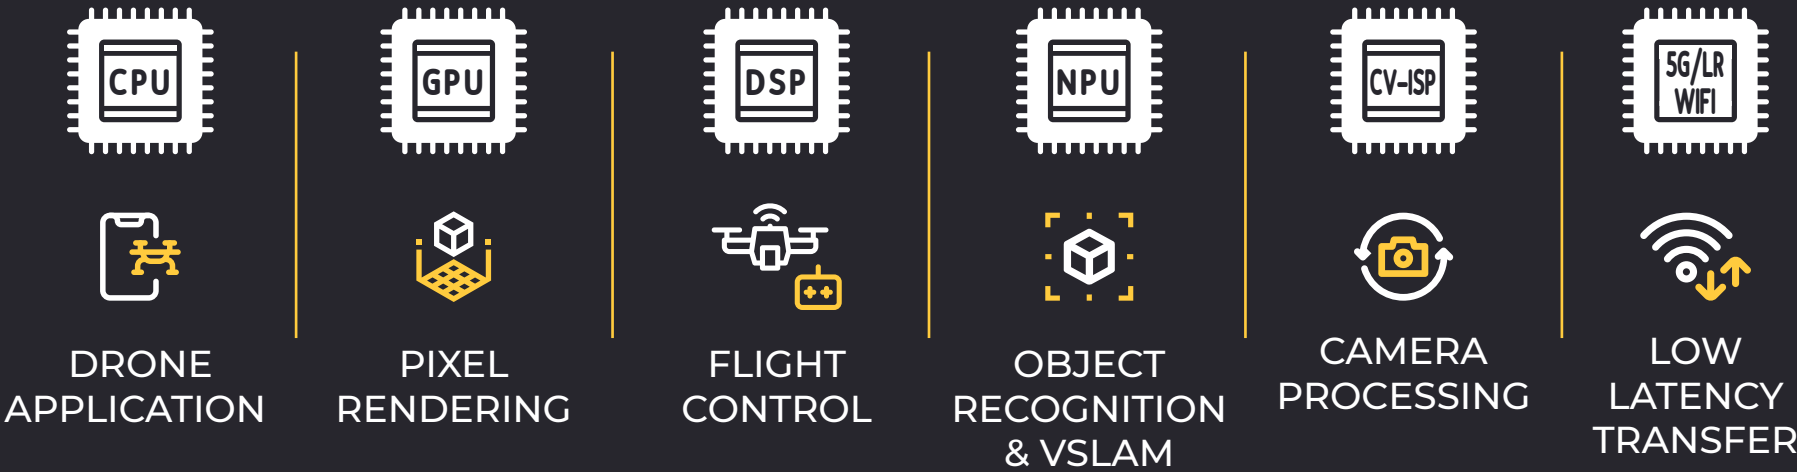 CPU
GPU
DSP
NPU
CV-ISP
5G/LR
WIFI
DRONE
APPLICATION
PIXEL
RENDERING
FLIGHT
CONTROL
OBJECT
RECOGNITION
& VSLAM
CAMERA
PROCESSING
LOW
LATENCY
TRANSFER